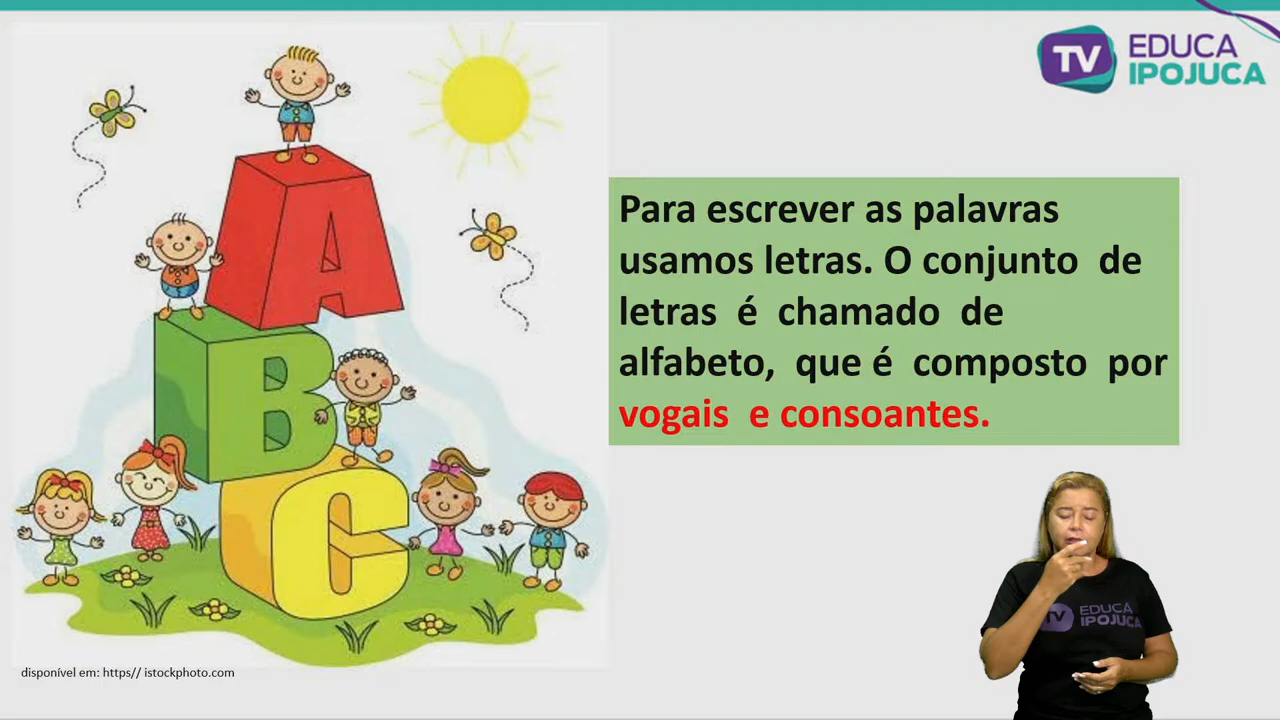 TV EDUCA
IPOJUCA
A
Para escrever as palavras
usamos letras. O conjunto de
letras é chamado de
alfabeto, que é composto por
vogais e consoantes.
B
C
TV EDUCA
IPOJUCA
disponível em: https// istockphoto.com